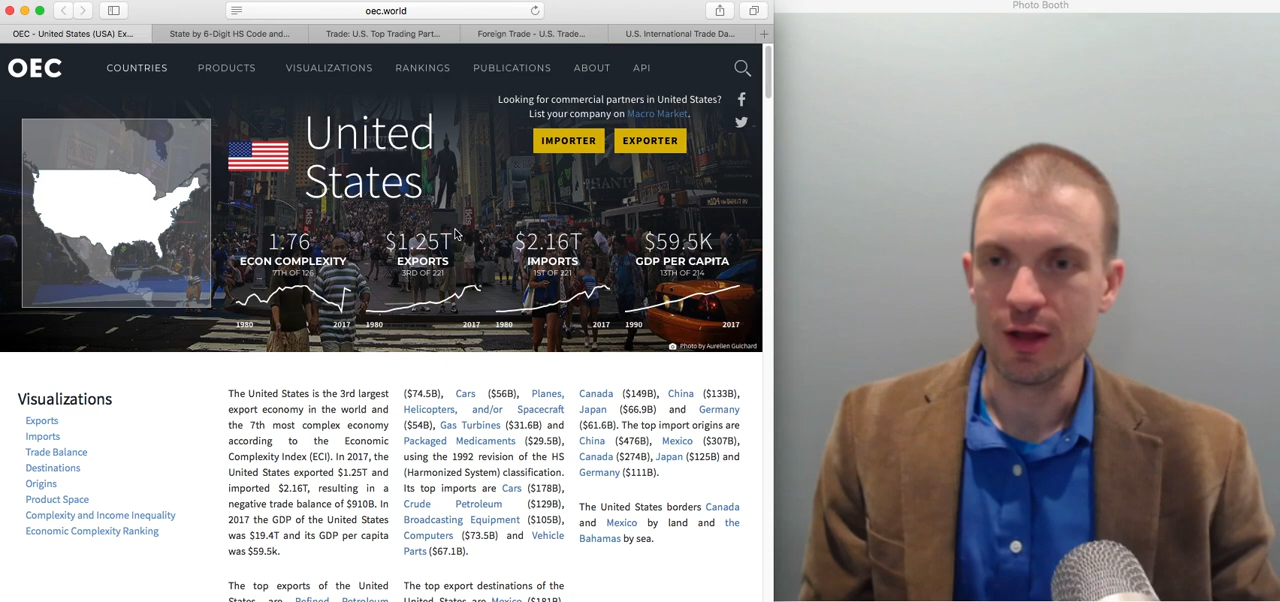 oec.world
Photo Booth
OEC - United States (USA) Ex...
State by 6-Digit HS Code and...
Trade: U.S. Top Trading Part...
Foreign Trade - U.S. Trade...
U.S. International Trade Da...
OEC
COUNTRIES
PRODUCTS
VISUALIZATIONS
RANKINGS
PUBLICATIONS
ABOUT
API
Looking for commercial partners in United States?
List your company on Macro Market.
IMPORTER
EXPORTER
United
States
1.76
ECON COMPLEXITY
7TH OF 126
1980
2017
$1.25T
EXPORTS
3RD OF 221
1980
2017
$2.16T
IMPORTS
1ST OF 221
1980
2017
$59.5K
GDP PER CAPITA
13TH OF 214
1990
2017
Photo by Aurelien Guichard
Visualizations
Exports
Imports
Trade Balance
Destinations
Origins
Product Space
Complexity and Income Inequality
Economic Complexity Ranking
The United States is the 3rd largest
export economy in the world and
the 7th most complex economy
according to the Economic
Complexity Index (ECI). In 2017, the
United States exported $1.25T and
imported $2.16T, resulting in a
negative trade balance of $910B. In
2017 the GDP of the United States
was $19.4T and its GDP per capita
was $59.5k.
The top exports of the United
States are Refined Petroleum
($74.5B), Cars ($56B), Planes,
Helicopters, and/or Spacecraft
($54B), Gas Turbines ($31.6B) and
Packaged Medicaments ($29.5B),
using the 1992 revision of the HS
(Harmonized System) classification.
Its top imports are Cars ($178B),
Crude Petroleum ($129B),
Broadcasting Equipment ($105B),
Computers ($73.5B) and Vehicle
Parts ($67.1B).
The top export destinations of the
United States are Mexico ($181B),
Canada ($149B), China ($133B),
Japan ($66.9B) and Germany
($61.6B). The top import origins are
China ($476B), Mexico ($307B),
Canada ($274B), Japan ($125B) and
Germany ($111B).
The United States borders Canada
and Mexico by land and the
Bahamas by sea.